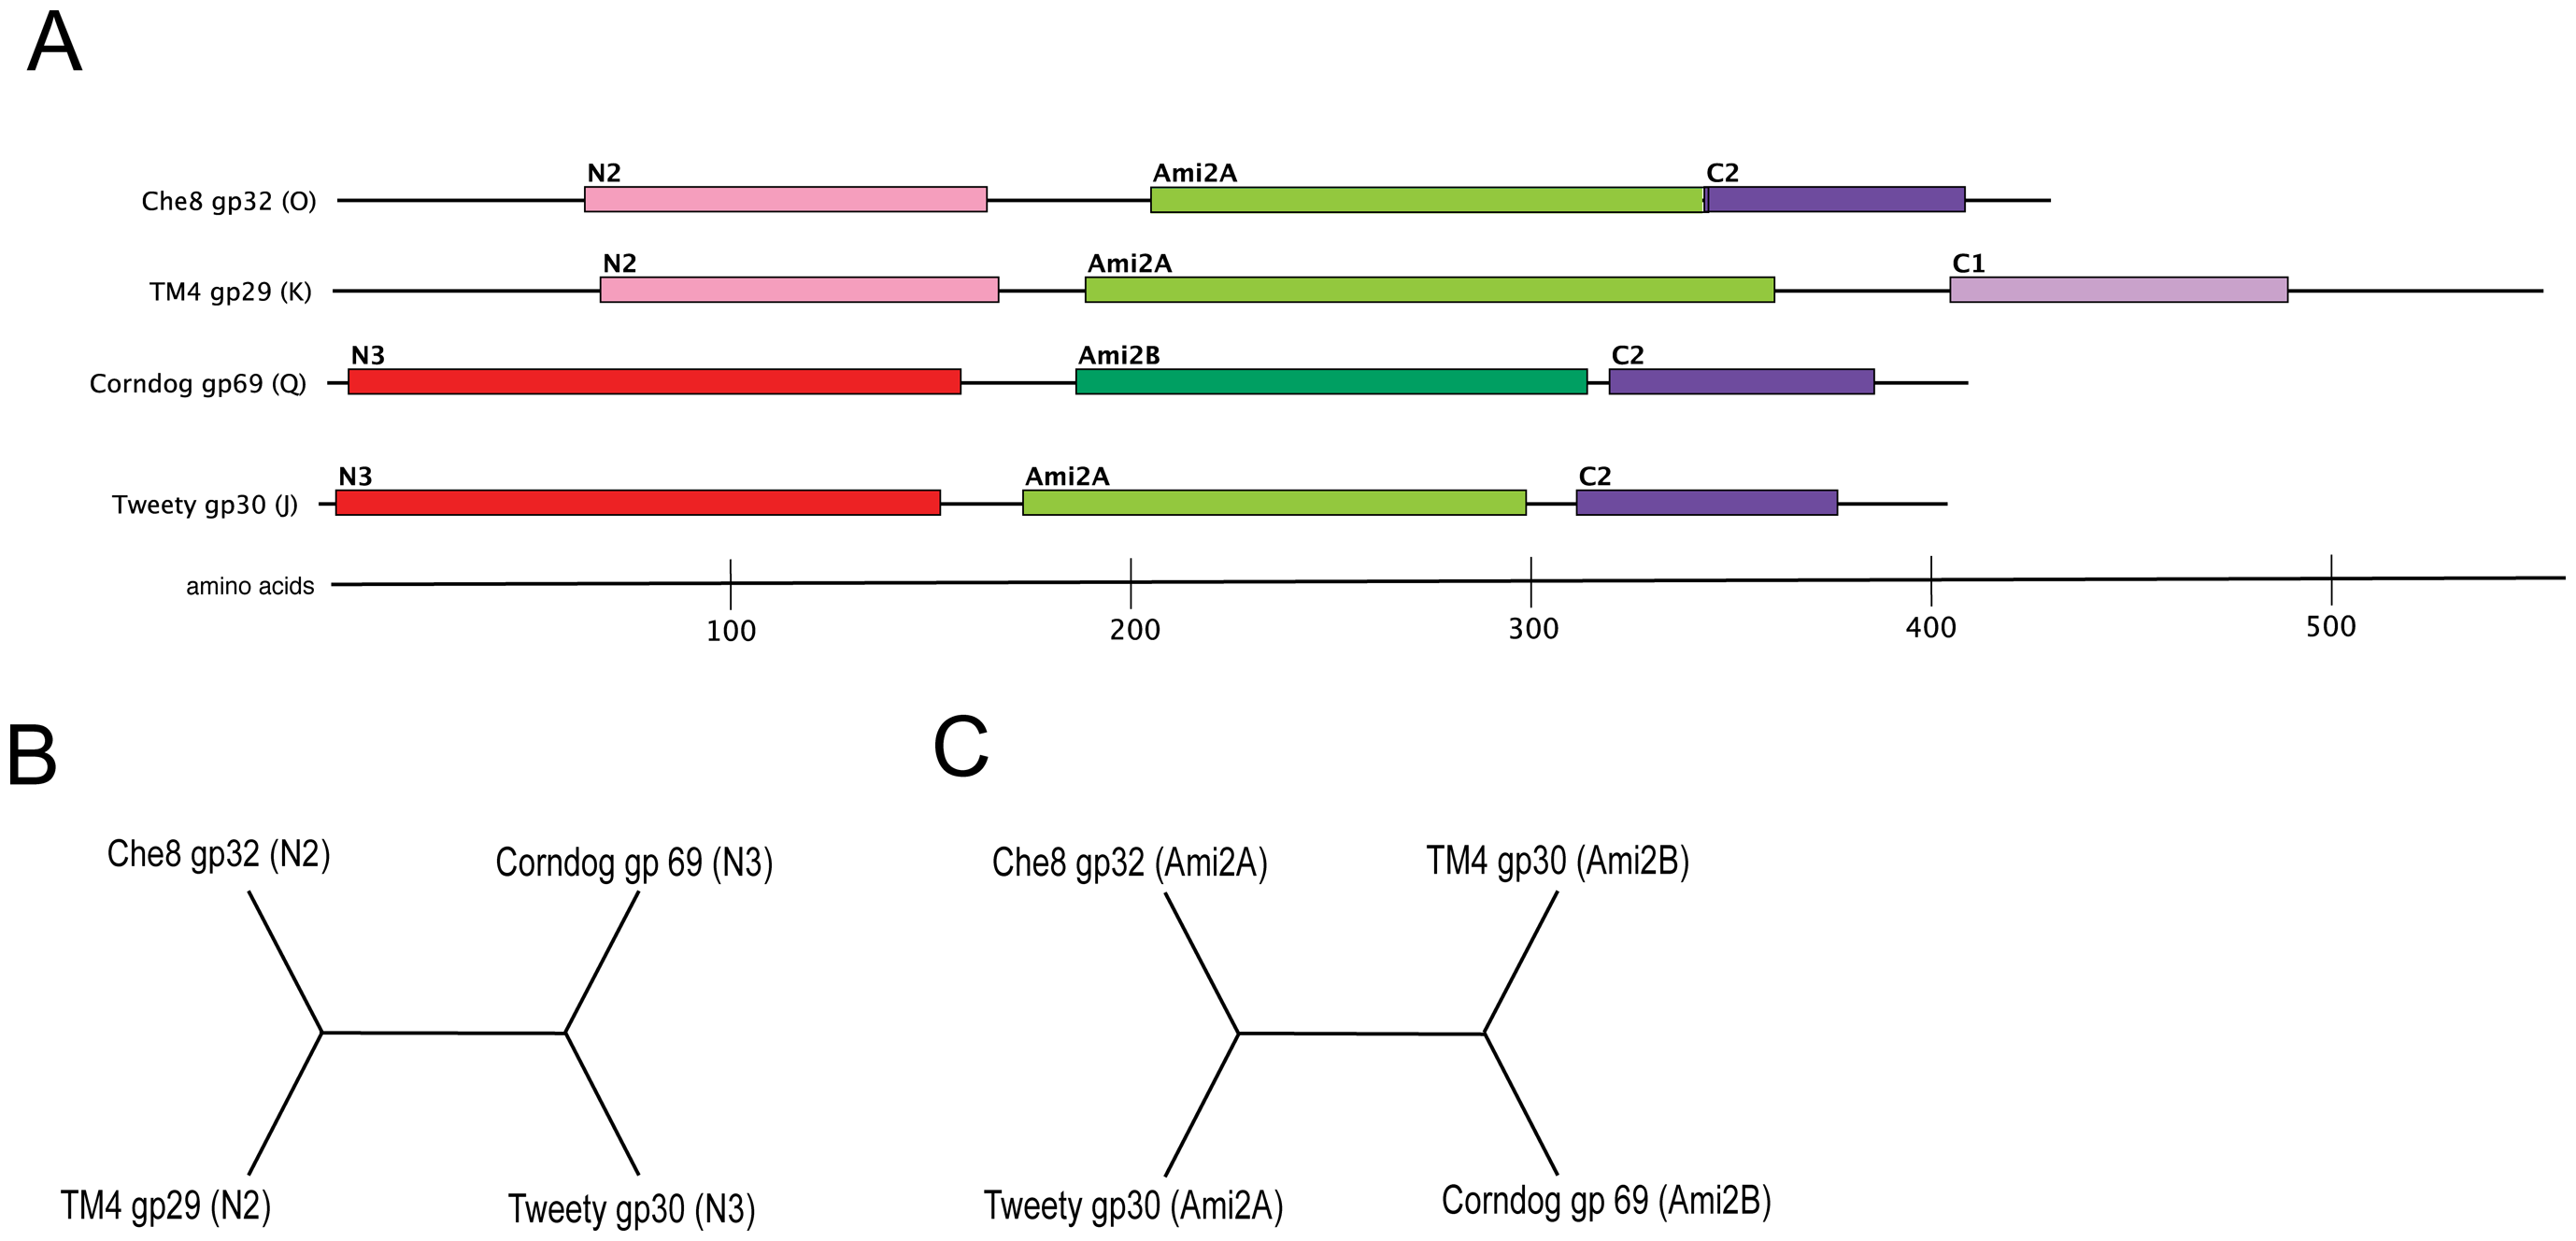 A
N2 Ami2A C2
Che8 gp32 (O)
N2 Ami2A C1
TM4 gp29 (K)
N3 Ami2B C2
Corndog gp69 (Q)
N3 Ami2A C2
Tweety gp30 (J)
amino acids
100 200 300 400 500
B
C
Che8 gp32 (N2) Corndog gp 69 (N3)
Che8 gp32 (Ami2A) TM4 gp30 (Ami2B)
TM4 gp29 (N2) Tweety gp30 (N3)
Tweety gp30 (Ami2A) Corndog gp 69 (Ami2B)